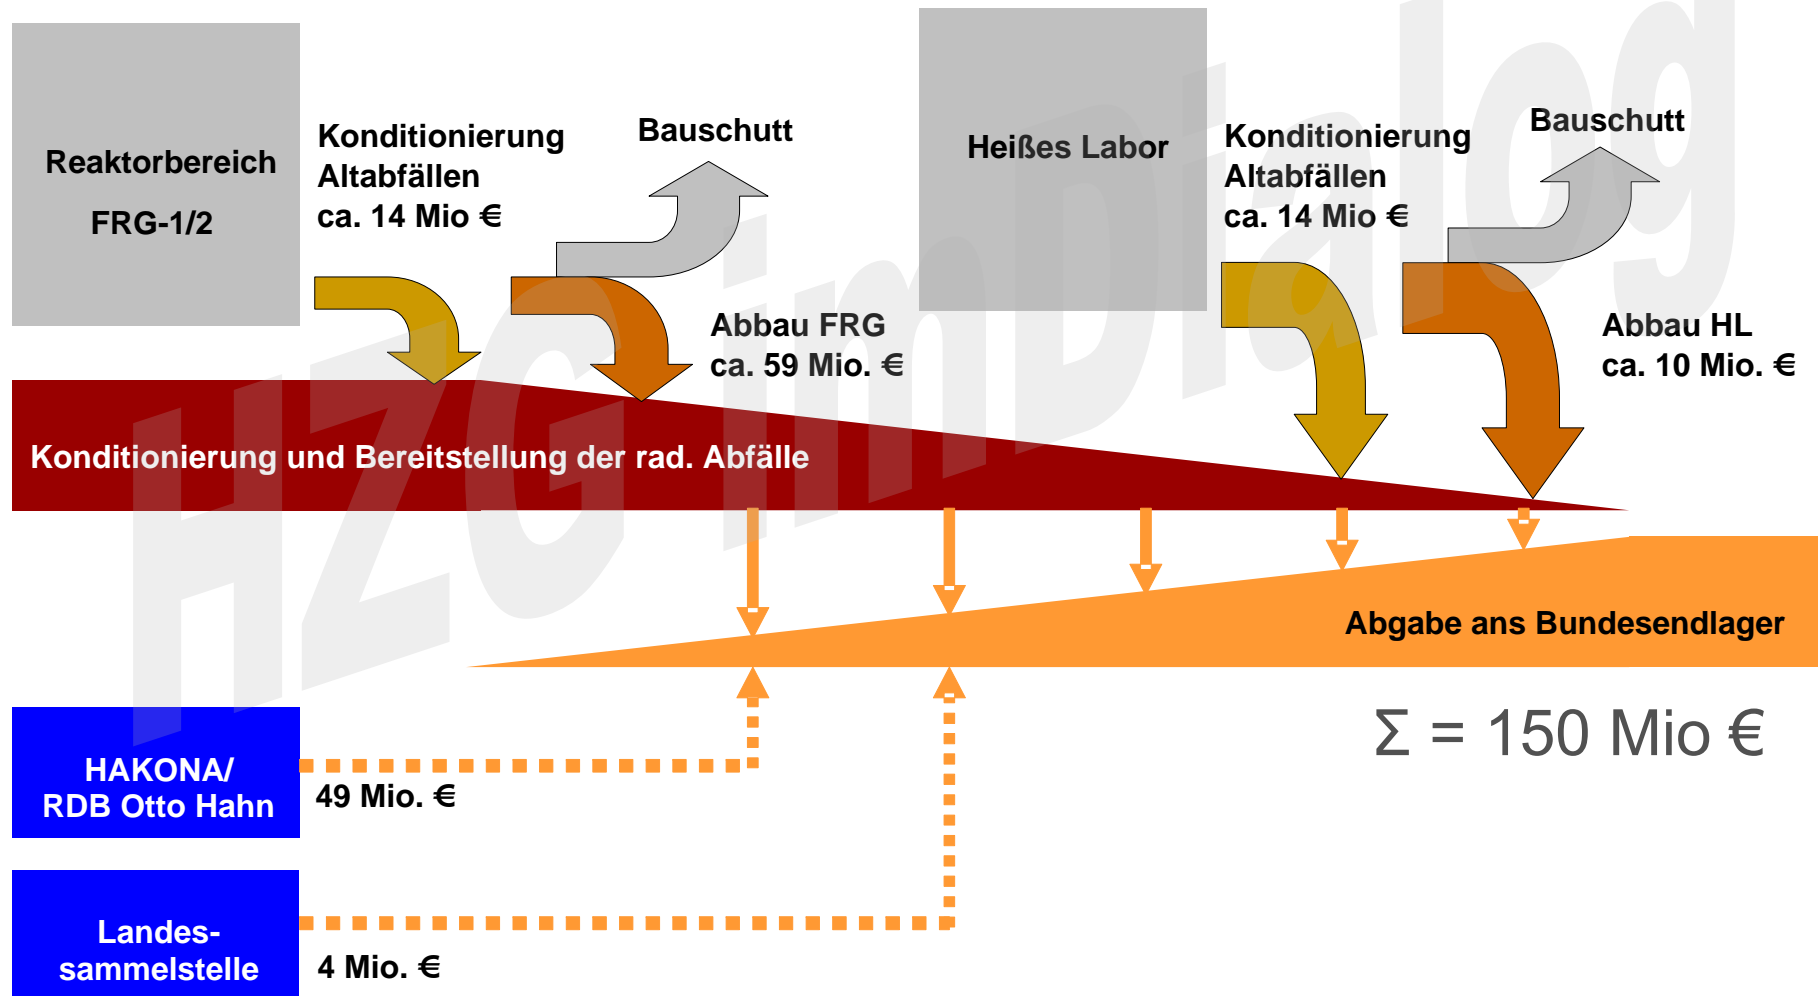 Reaktorbereich
FRG-1/2
Konditionierung
Altabfällen
ca. 14 Mio €
Bauschutt
Abbau FRG
ca. 59 Mio. €
Heißes Labor
Konditionierung
Altabfällen
ca. 14 Mio €
Bauschutt
Abbau HL
ca. 10 Mio. €
Konditionierung und Bereitstellung der rad. Abfälle
Abgabe ans Bundesendlager
Σ = 150 Mio €
HAKONA/
RDB Otto Hahn
49 Mio. €
Landes-
sammelstelle
4 Mio. €
HZG imDialog